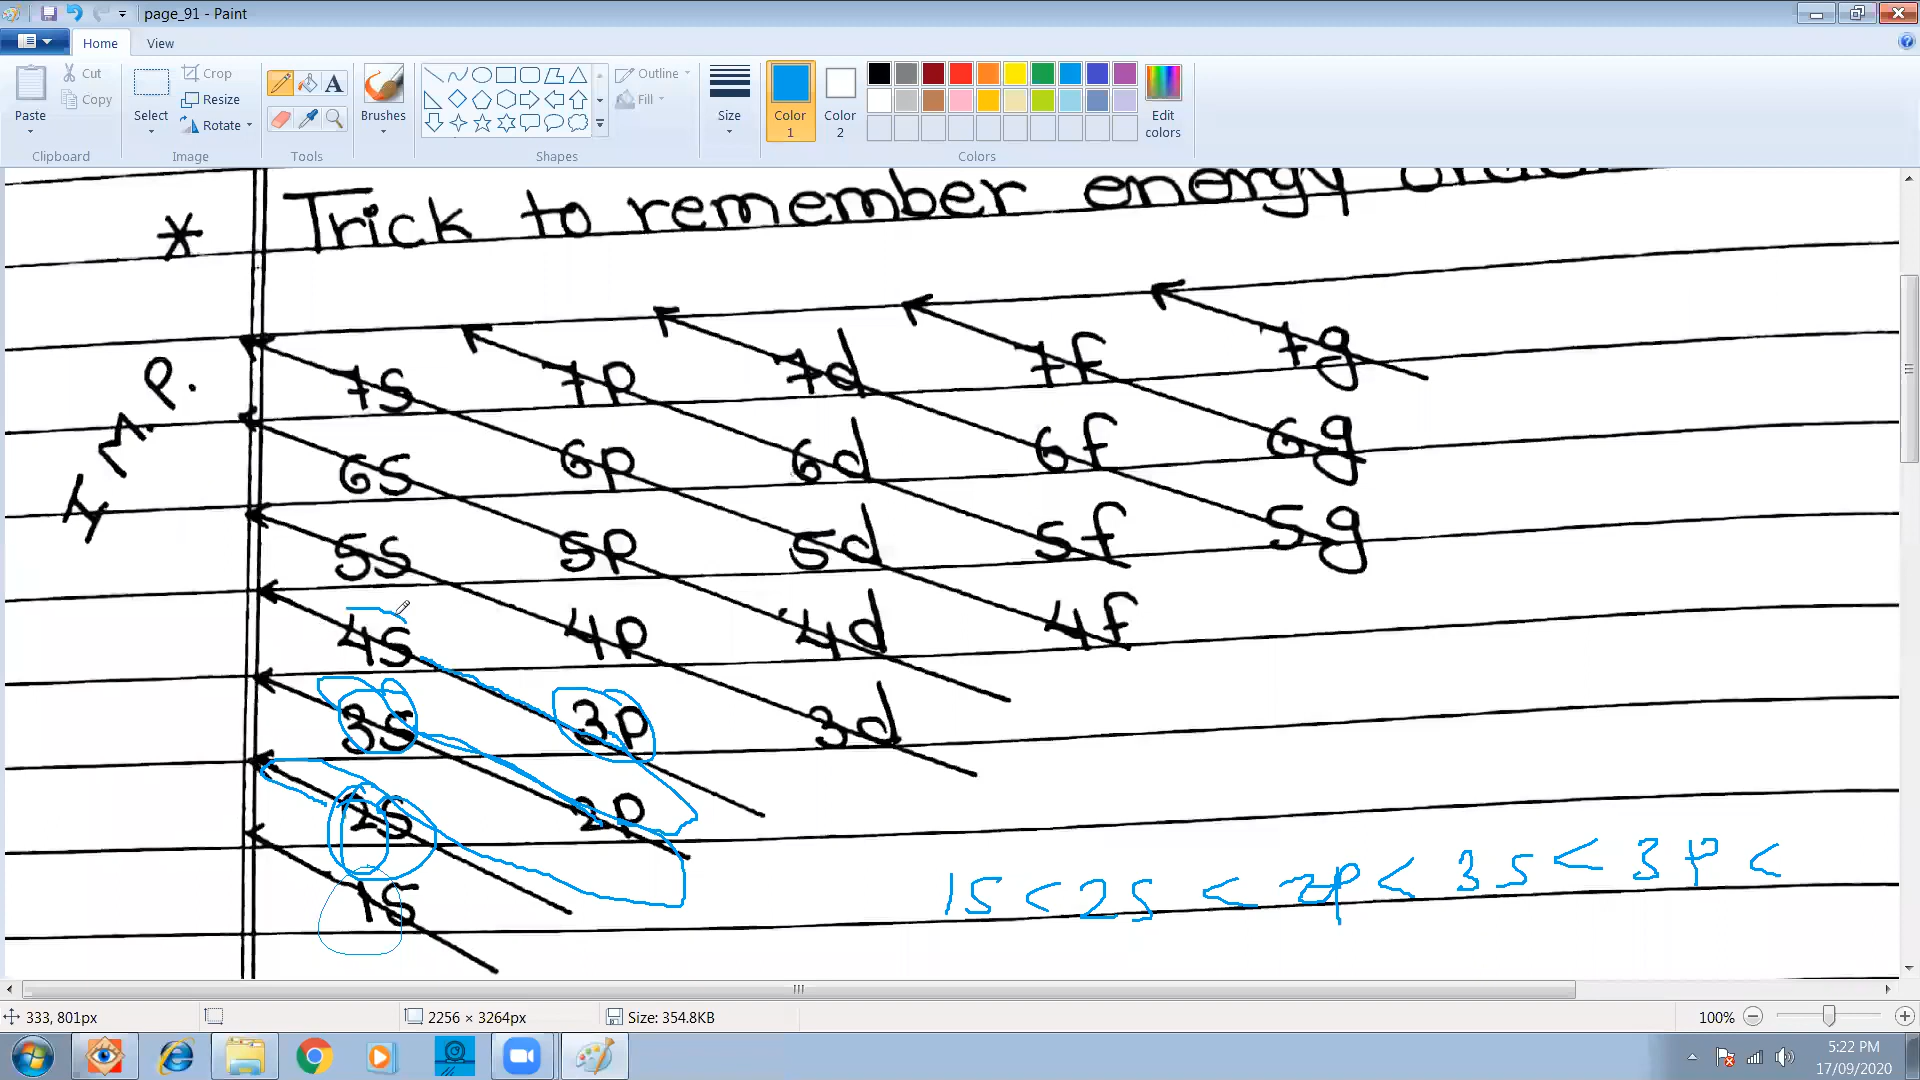 page_91 - Paint
Home View
Cut
Copy
Paste
Clipboard
Crop
Resize
Rotate
Select
Image
Tools
Brushes
Outline
Fill
Shapes
Size
Color 1
Color 2
Edit colors
Colors
* Trick to remember energy
I M P.
7s 7p 7d 7f 7g
6s 6p 6d 6f 6g
5s 5p 5d 5f 5g
4s 4p 4d 4f
3s 3p 3d
2s 2p
1s
1s < 2s < 2p < 3s < 3p <
333, 801px
2256 × 3264px
Size: 354.8KB
100%
5:22 PM
17/09/2020